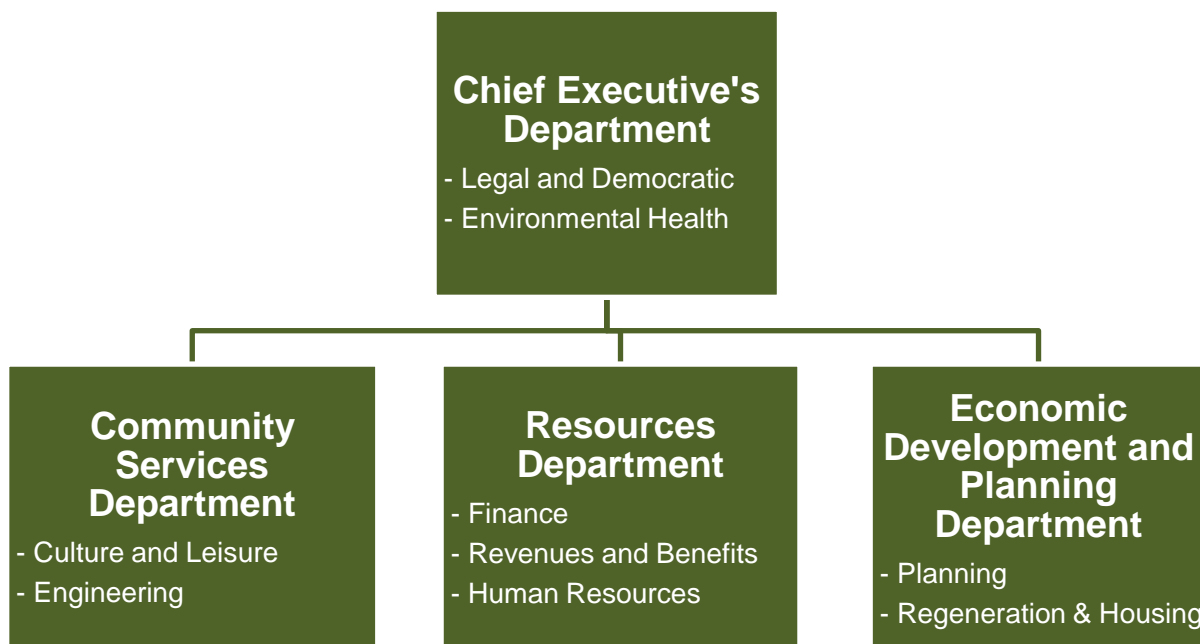 Chief Executive's
Department
- Legal and Democratic
- Environmental Health
Community
Services
Department
- Culture and Leisure
- Engineering
Resources
Department
- Finance
- Revenues and Benefits
- Human Resources
Economic
Development and
Planning
Department
- Planning
- Regeneration & Housing